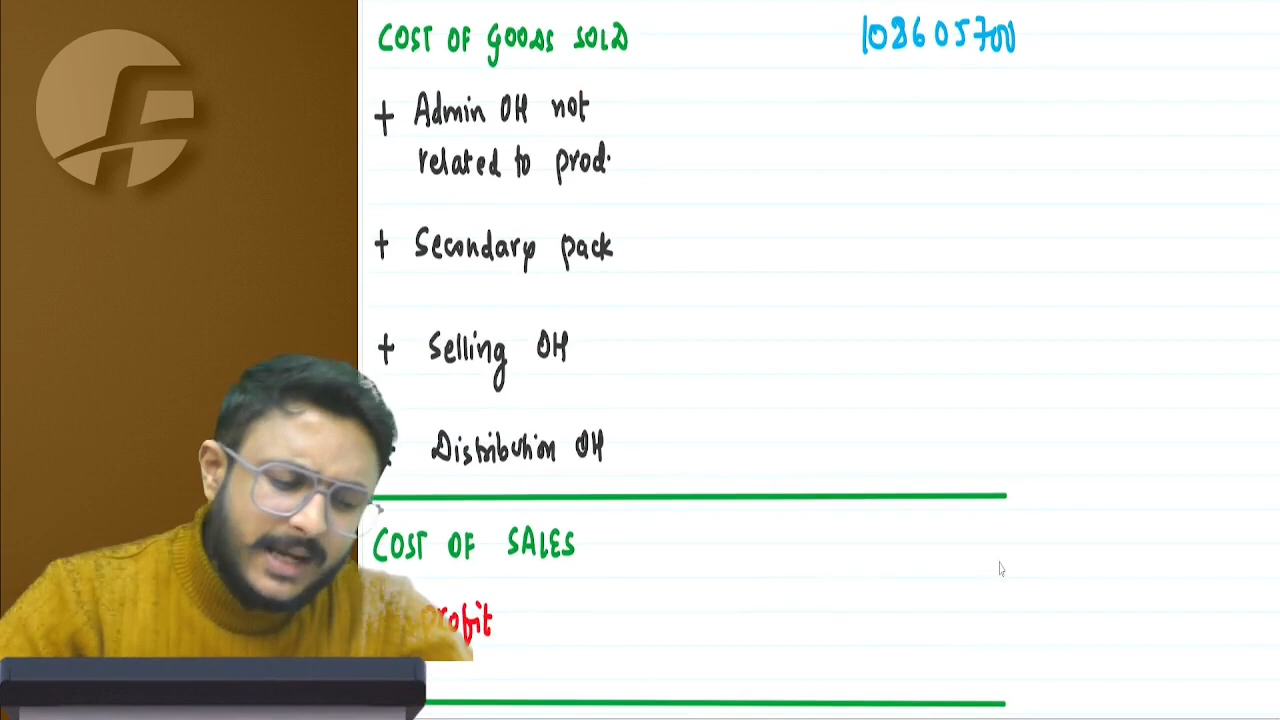 COST OF GOODS SOLD 108605700
+ Admin OH not
related to prod.
+ Secondary pack
+ Selling OH
Distribution OH
COST OF SALES
profit